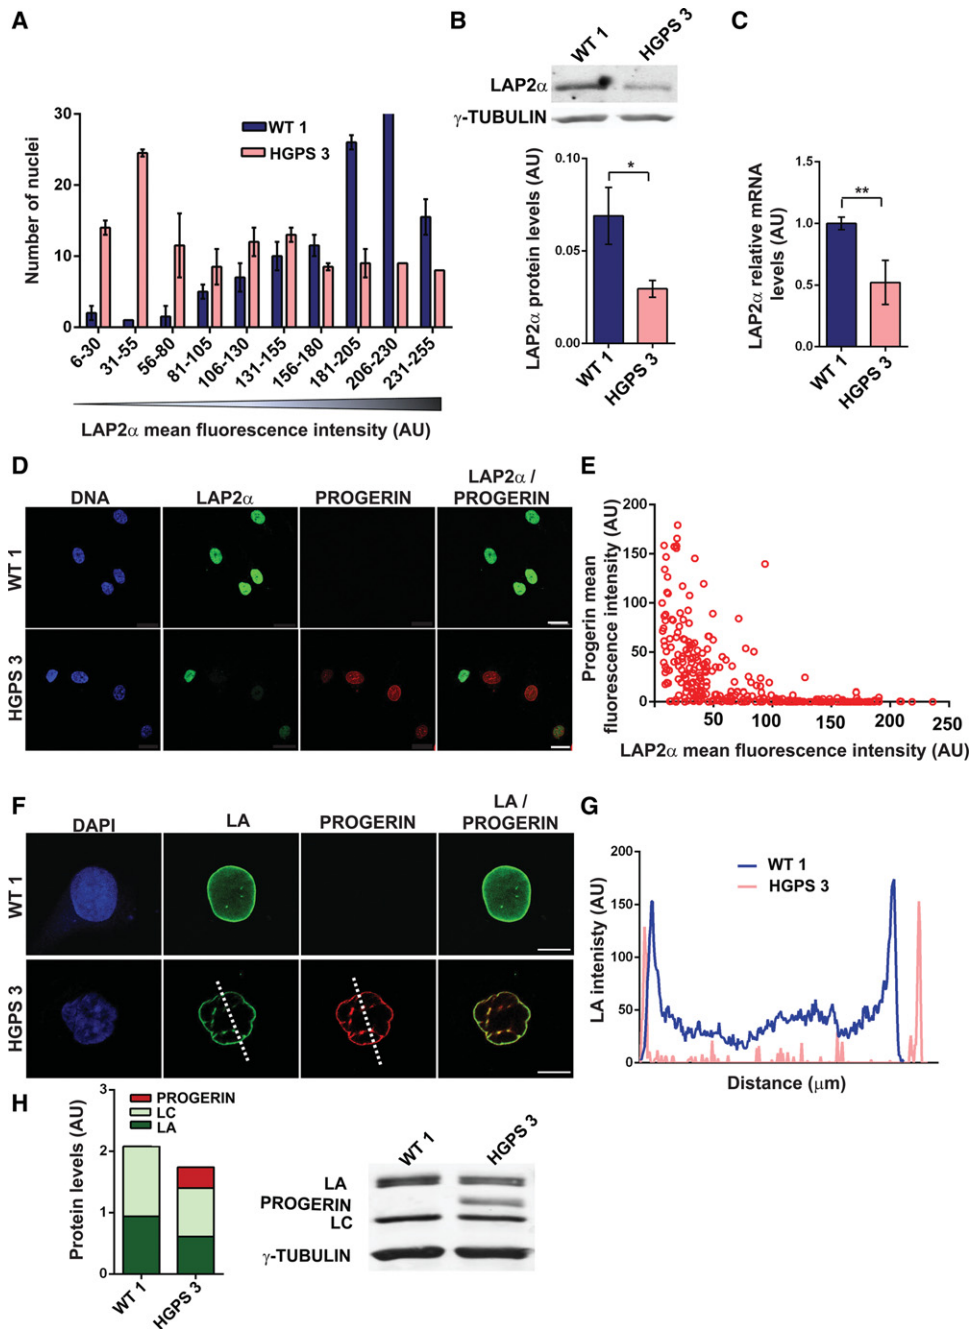 A
Number of nuclei
30
20
10
0
WT 1
HGPS 3
6-30
31-55
56-80
81-105
106-130
131-155
156-180
181-205
206-230
231-255
LAP2α mean fluorescence intensity (AU)
B
WT 1
HGPS 3
LAP2α
γ-TUBULIN
LAP2α protein levels (AU)
0.10
0.05
0.00
*
WT 1
HGPS 3
C
LAP2α relative mRNA
levels (AU)
1.5
1.0
0.5
0.0
**
WT 1
HGPS 3
D
DNA
LAP2α
PROGERIN
LAP2α /
PROGERIN
WT 1
HGPS 3
E
Progerin mean
fluorescence intensity (AU)
200
150
100
50
0
50
100
150
200
250
LAP2α mean fluorescence intensity (AU)
F
DAPI
LA
PROGERIN
LA /
PROGERIN
WT 1
HGPS 3
G
LA intenisty (AU)
200
150
100
50
0
WT 1
HGPS 3
Distance (μm)
H
Protein levels (AU)
3
2
1
0
PROGERIN
LC
LA
WT 1
HGPS 3
WT 1
HGPS 3
LA
PROGERIN
LC
γ-TUBULIN